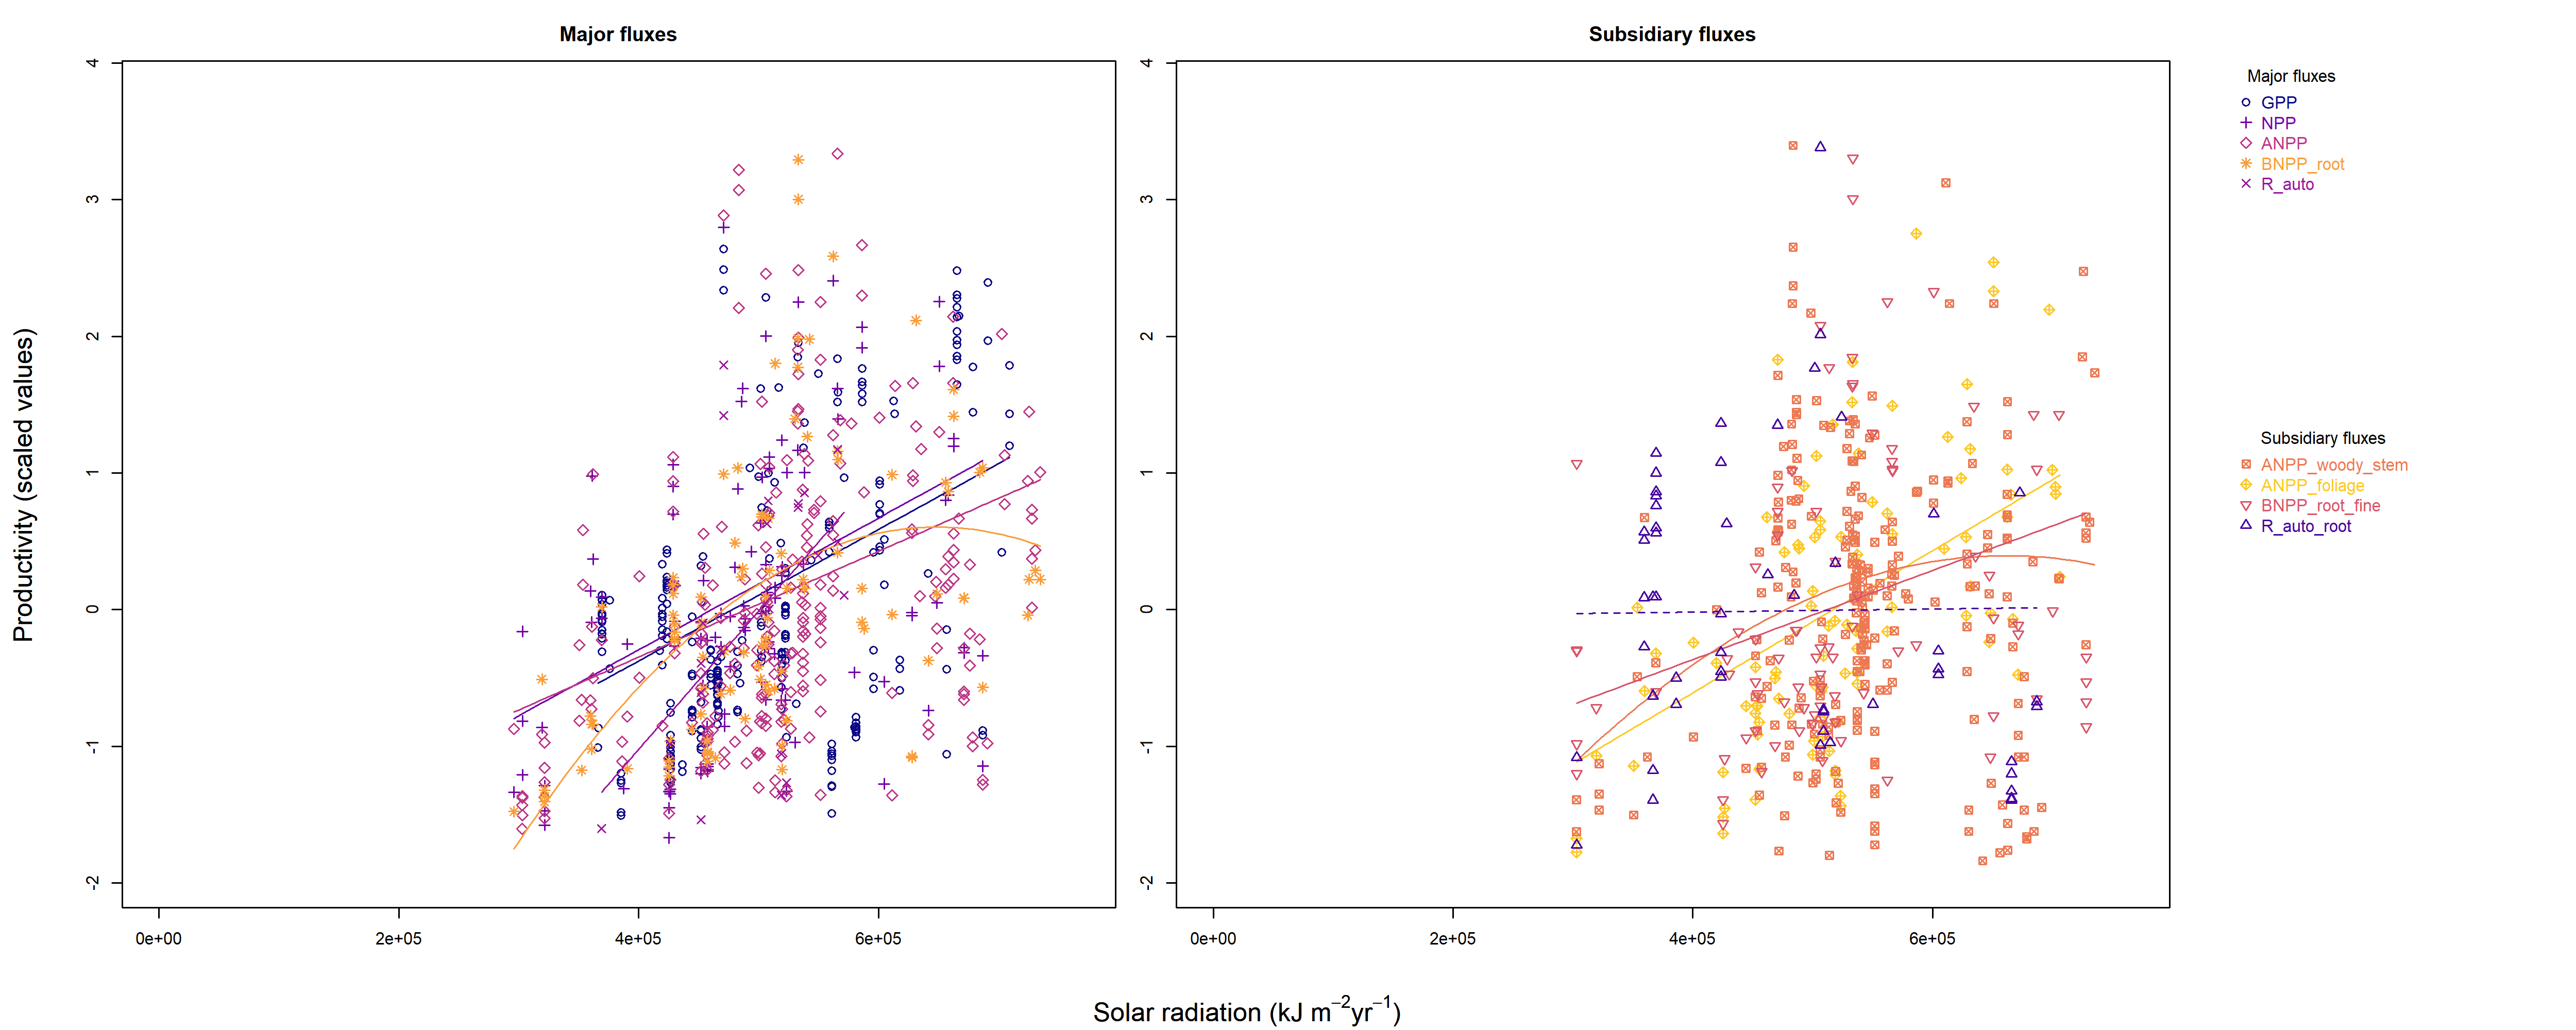 Major fluxes
Subsidiary fluxes
Productivity (scaled values)
4
3
2
1
0
-1
-2
0e+00 2e+05 4e+05 6e+05
4
3
2
1
0
-1
-2
0e+00 2e+05 4e+05 6e+05
Solar radiation (kJ m−2yr−1)
Major fluxes
GPP
NPP
ANPP
BNPP_root
R_auto
Subsidiary fluxes
ANPP_woody_stem
ANPP_foliage
BNPP_root_fine
R_auto_root